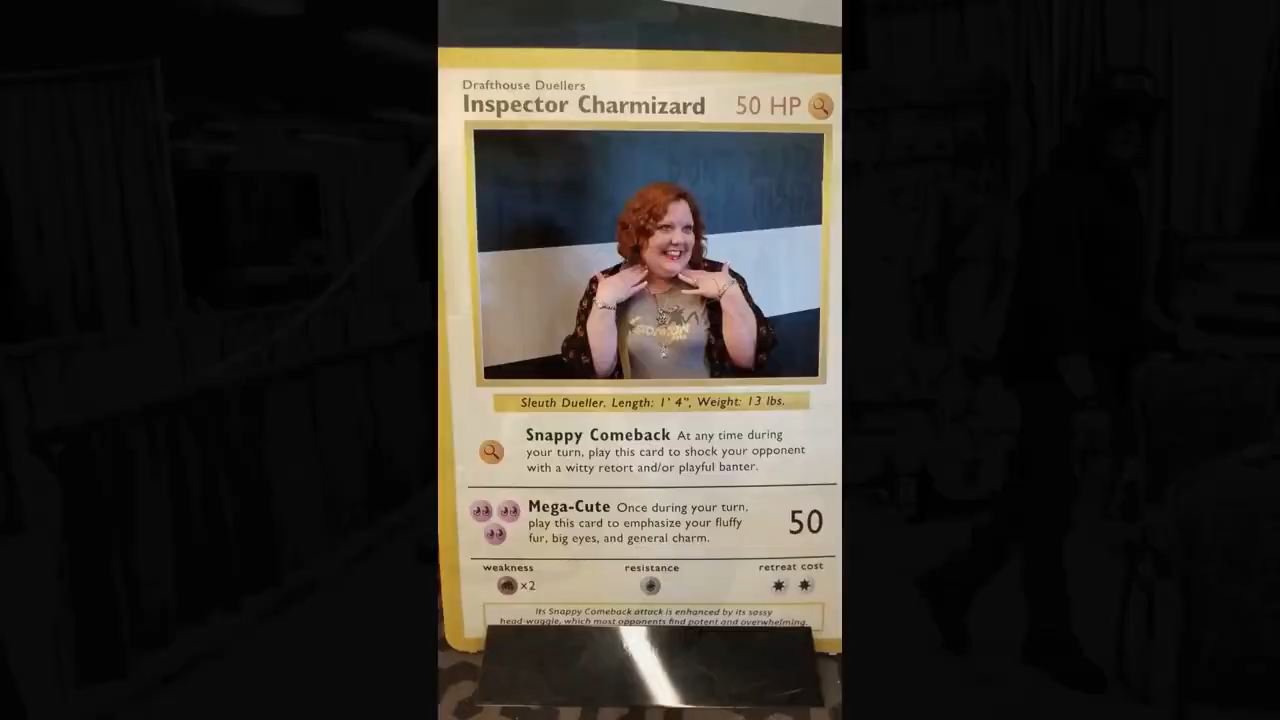 Drafthouse Duellers
Inspector Charmizard 50 HP
Sleuth Dueller. Length: 1' 4", Weight: 13 lbs.
Snappy Comeback At any time during
your turn, play this card to shock your opponent
with a witty retort and/or playful banter.
Mega-Cute Once during your turn,
play this card to emphasize your fluffy
fur, big eyes, and general charm.
50
weakness resistance retreat cost
×2
Its Snappy Comeback attack is enhanced by its sassy
head-waggle, which most opponents find potent and overwhelming.